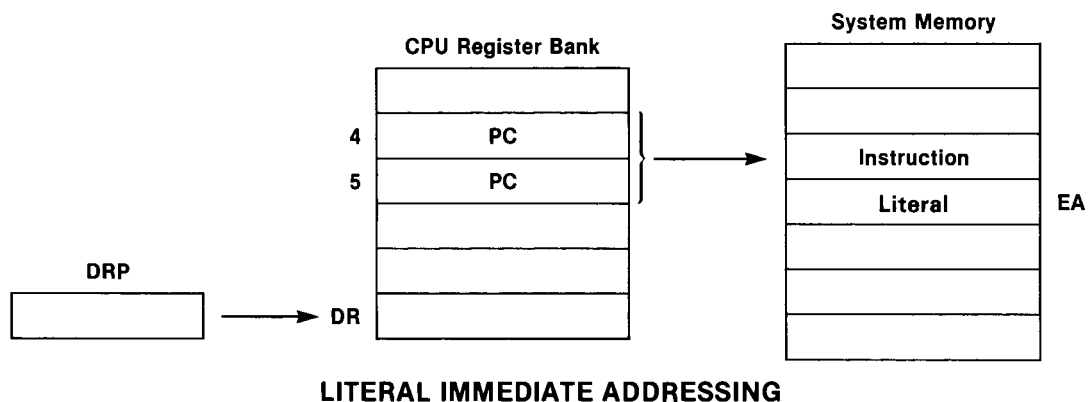 System Memory
CPU Register Bank
4 PC
Instruction
5 PC
Literal EA
DRP
DR
LITERAL IMMEDIATE ADDRESSING